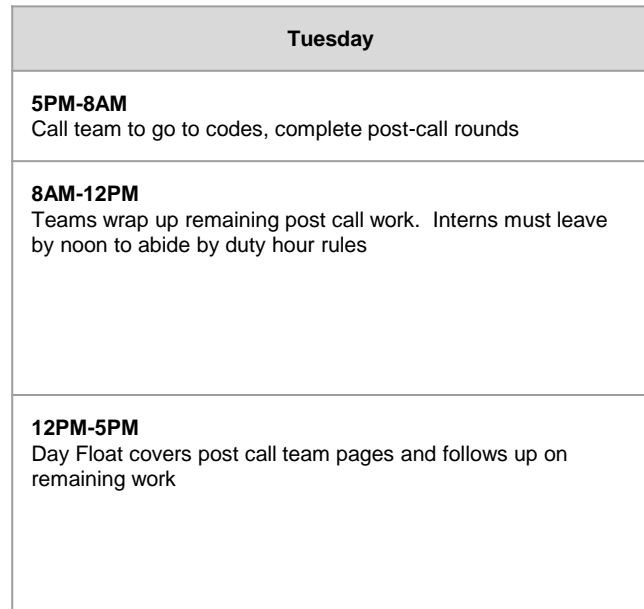 Tuesday
5PM-8AM
Call team to go to codes, complete post-call rounds
8AM-12PM
Teams wrap up remaining post call work.  Interns must leave
by noon to abide by duty hour rules
12PM-5PM
Day Float covers post call team pages and follows up on
remaining work